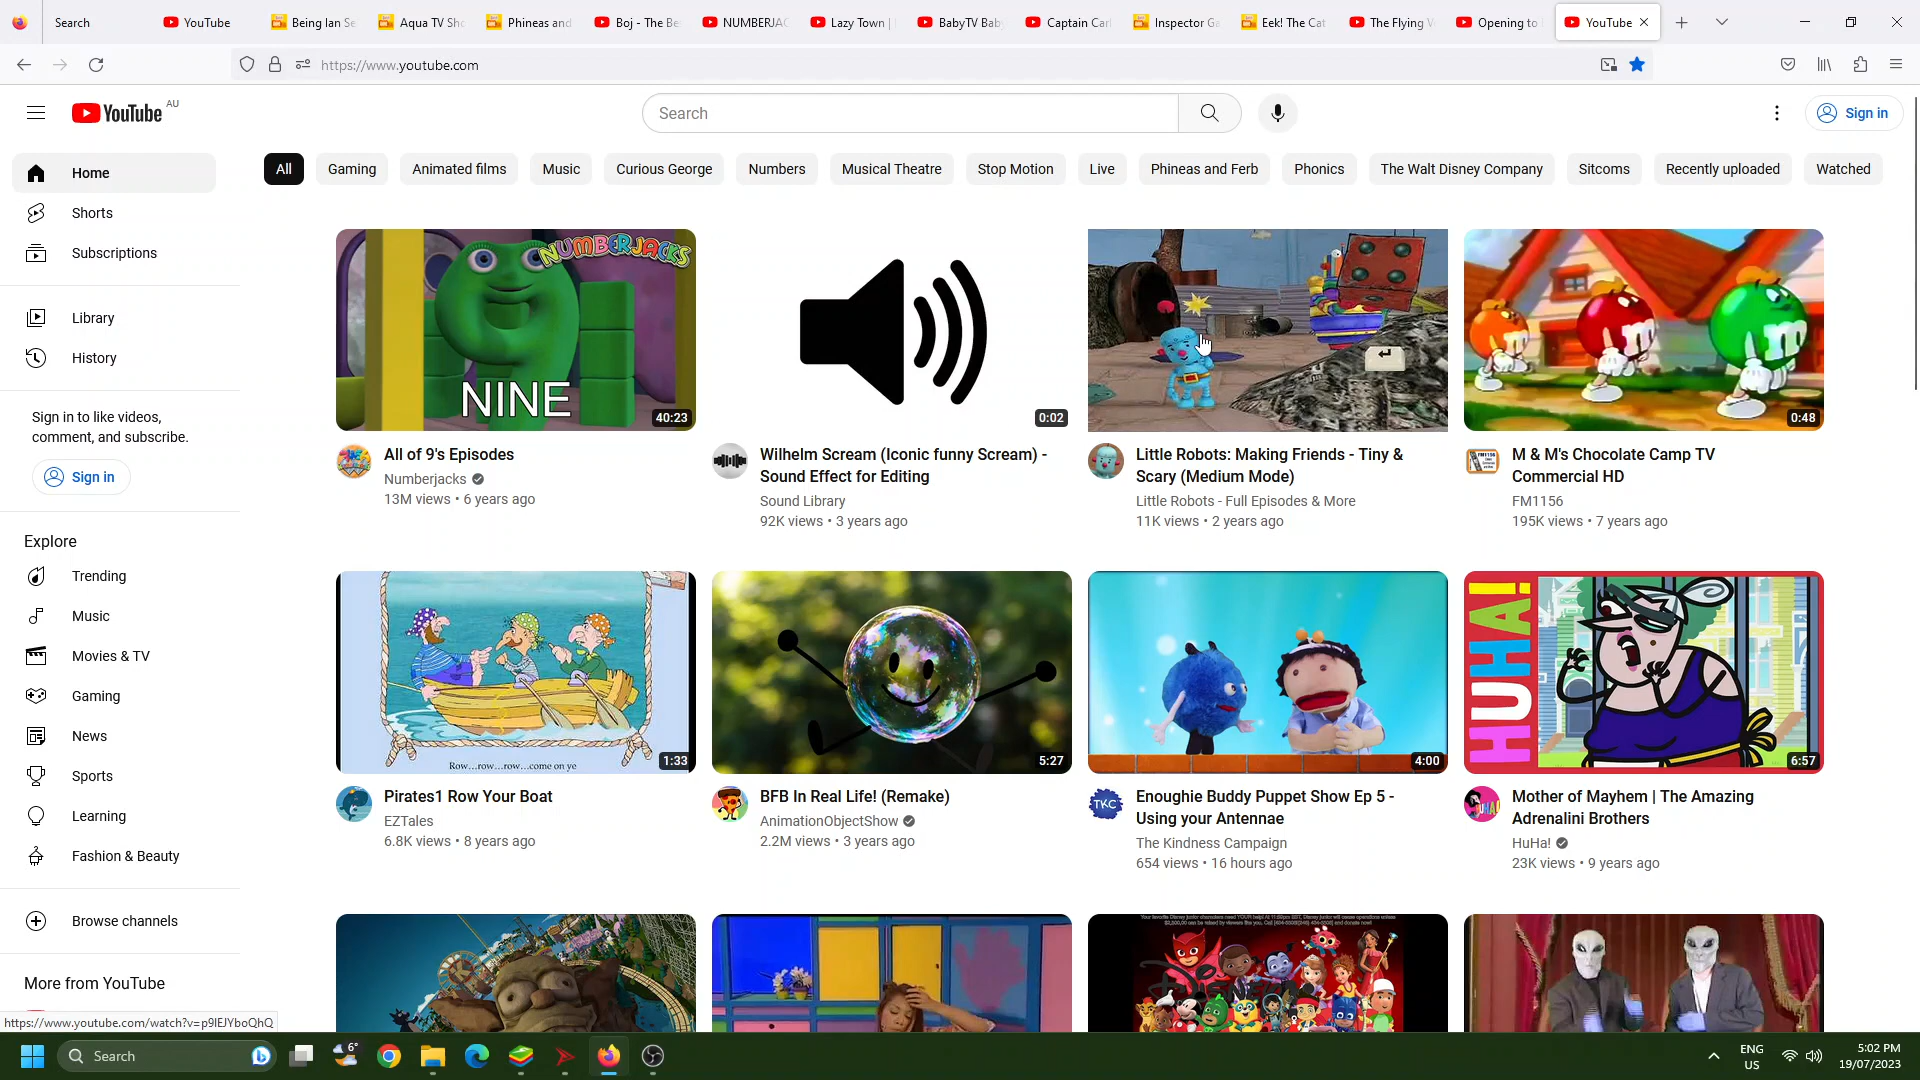 Search
YouTube
Being Ian Se
Aqua TV Sho
Phineas and
Boj - The Be
NUMBERJAC
Lazy Town |
BabyTV Bab
Captain Carl
Inspector Ga
Eek! The Cat
The Flying
Opening to
YouTube
https://www.youtube.com
YouTube AU
Search
Sign in
Home
Shorts
Subscriptions
Library
History
Sign in to like videos,
comment, and subscribe.
Sign in
Explore
Trending
Music
Movies & TV
Gaming
News
Sports
Learning
Fashion & Beauty
Browse channels
More from YouTube
https://www.youtube.com/watch?v=p9lEJYboQhQ
All
Gaming
Animated films
Music
Curious George
Numbers
Musical Theatre
Stop Motion
Live
Phineas and Ferb
Phonics
The Walt Disney Company
Sitcoms
Recently uploaded
Watched
NUMBERJACKS
NINE
40:23
All of 9's Episodes
Numberjacks
13M views • 6 years ago
0:02
Wilhelm Scream (Iconic funny Scream) -
Sound Effect for Editing
Sound Library
92K views • 3 years ago
Little Robots: Making Friends - Tiny &
Scary (Medium Mode)
Little Robots - Full Episodes & More
11K views • 2 years ago
0:48
M & M's Chocolate Camp TV
Commercial HD
FM1156
195K views • 7 years ago
Row...row...row...come on ye
1:33
Pirates1 Row Your Boat
EZTales
6.8K views • 8 years ago
5:27
BFB In Real Life! (Remake)
AnimationObjectShow
2.2M views • 3 years ago
4:00
TKC
Enoughie Buddy Puppet Show Ep 5 -
Using your Antennae
The Kindness Campaign
654 views • 16 hours ago
HUHA!
6:57
Mother of Mayhem | The Amazing
Adrenalini Brothers
HuHa!
23K views • 9 years ago
Search
6°
ENG
US
5:02 PM
19/07/2023